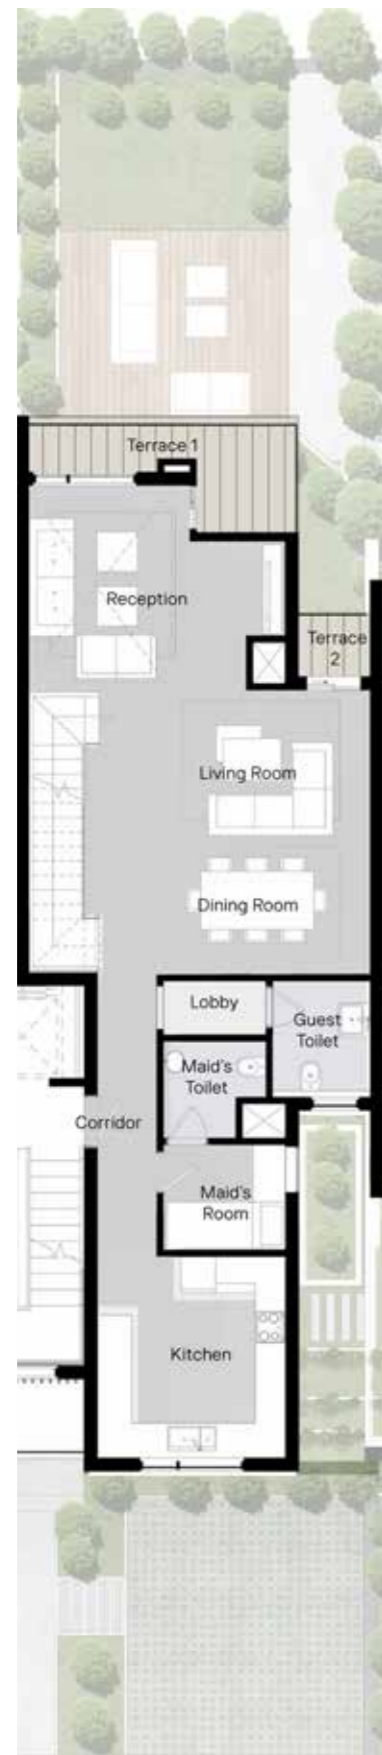 Terrace 1
Reception
Terrace
2
Living Room
Dining Room
Lobby
Guest
Toilet
Maid's
Toilet
Corridor
Maid's
Room
Kitchen